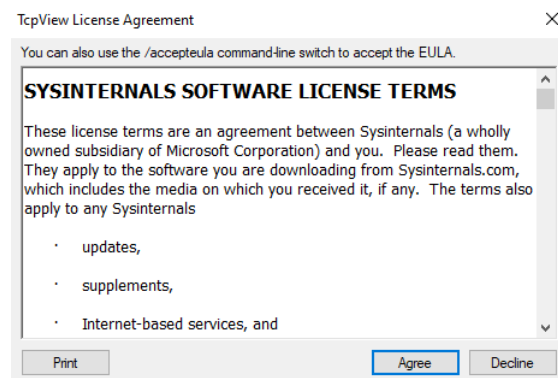 TcpView License Agreement
You can also use the /accepteula command-line switch to accept the EULA.
SYSINTERNALS SOFTWARE LICENSE TERMS
These license terms are an agreement between Sysinternals (a wholly
owned subsidiary of Microsoft Corporation) and you.  Please read them.
They apply to the software you are downloading from Sysinternals.com,
which includes the media on which you received it, if any.  The terms also
apply to any Sysinternals
· updates,
· supplements,
· Internet-based services, and
Print Agree Decline